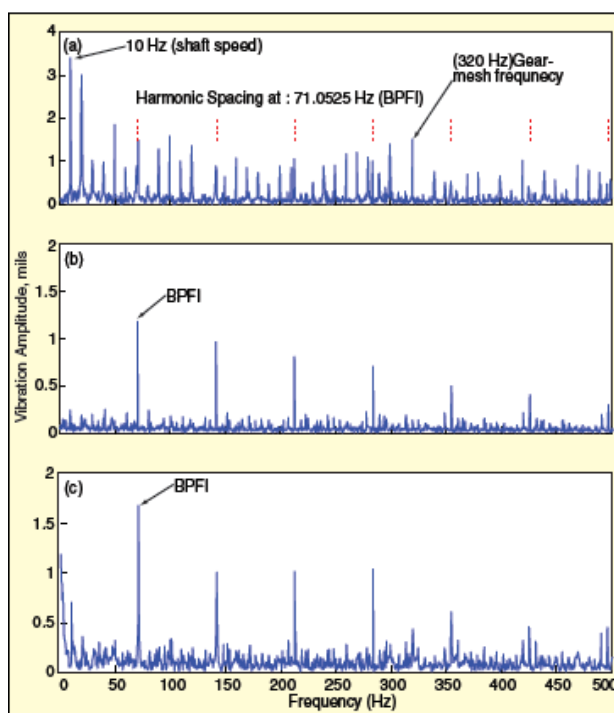 (a)
10 Hz (shaft speed)
(320 Hz)Gear-
mesh frequnecy
Harmonic Spacing at : 71.0525 Hz (BPFI)
4
3
2
1
0
(b)
BPFI
2
1.5
1
0.5
0
Vibration Amplitude, mils
(c)
BPFI
2
1.5
1
0.5
0
0 50 100 150 200 250 300 350 400 450 500
Frequency (Hz)